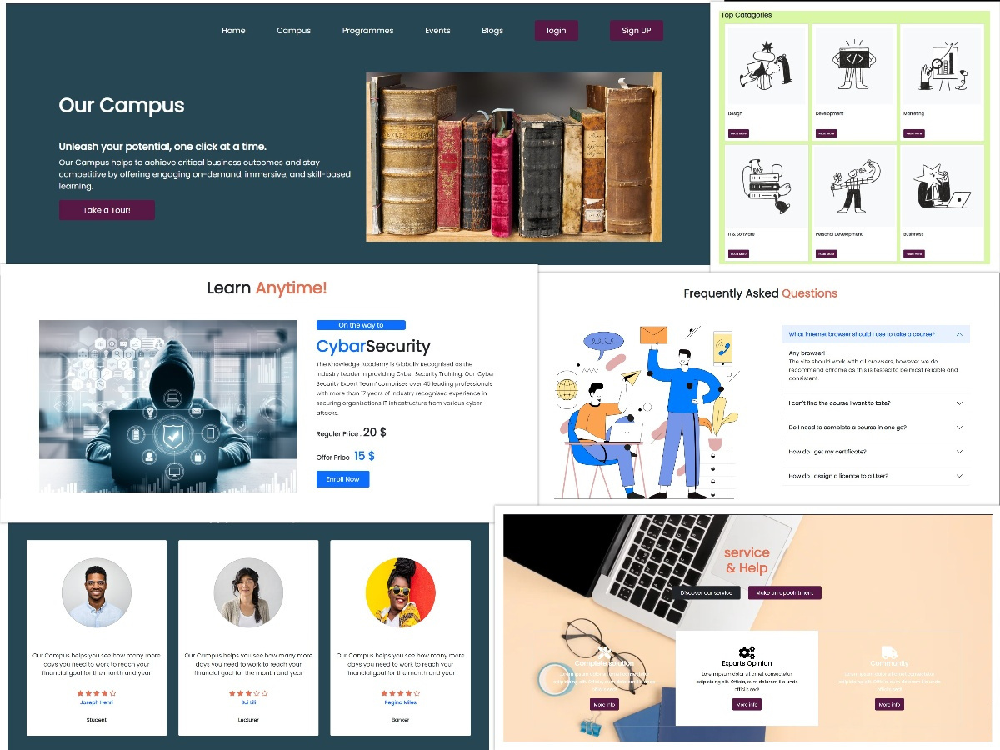 Home Campus Programmes Events Blogs login Sign UP
Our Campus
Unleash your potential, one click at a time.
Our Campus helps to achieve critical business outcomes and stay
competitive by offering engaging on-demand, immersive, and skill-based
learning.
Take a Tour!
Top Catagories
Design
Read More
Development
Read More
Marketing
Read More
IT & Software
Read More
Personal Development
Read More
Busisness
Read More
Learn Anytime!
On the way to
CybarSecurity
The Knowledge Academy is Globally Recognised as the
Industry Leader in providing Cyber Security Training. Our 'Cyber
Security Expert Team' comprises over 45 leading professionals
with more than 17 years of industry recognised experience in
securing organisations IT infrastructure from various cyber-
attacks.
Reguler Price : 20 $
Offer Price : 15 $
Enroll Now
Frequently Asked Questions
What internet browser should I use to take a course?
Any browser!
The site should work with all browsers, however we do
recommend chrome as this is tested to be most reliable and
consistent.
I can't find the course I want to take?
Do I need to complete a course in one go?
How do I get my certificate?
How do I assign a licence to a User?
Our Campus helps you see how many more
days you need to work to reach your
financial goal for the month and year.
Joseph Henri
Student
Our Campus helps you see how many more
days you need to work to reach your
financial goal for the month and year.
Sui Lili
Lecturer
Our Campus helps you see how many more
days you need to work to reach your
financial goal for the month and year.
Regina Miles
Banker
service
& Help
Discover our service
Make an appointment
Complete solution
More info
Exparts Opinion
Lorem ipsum dolor sit amet consectetur
adipisicing elit. Officia, cum dolorem illo unde
officiis sed!
More info
Community
More info